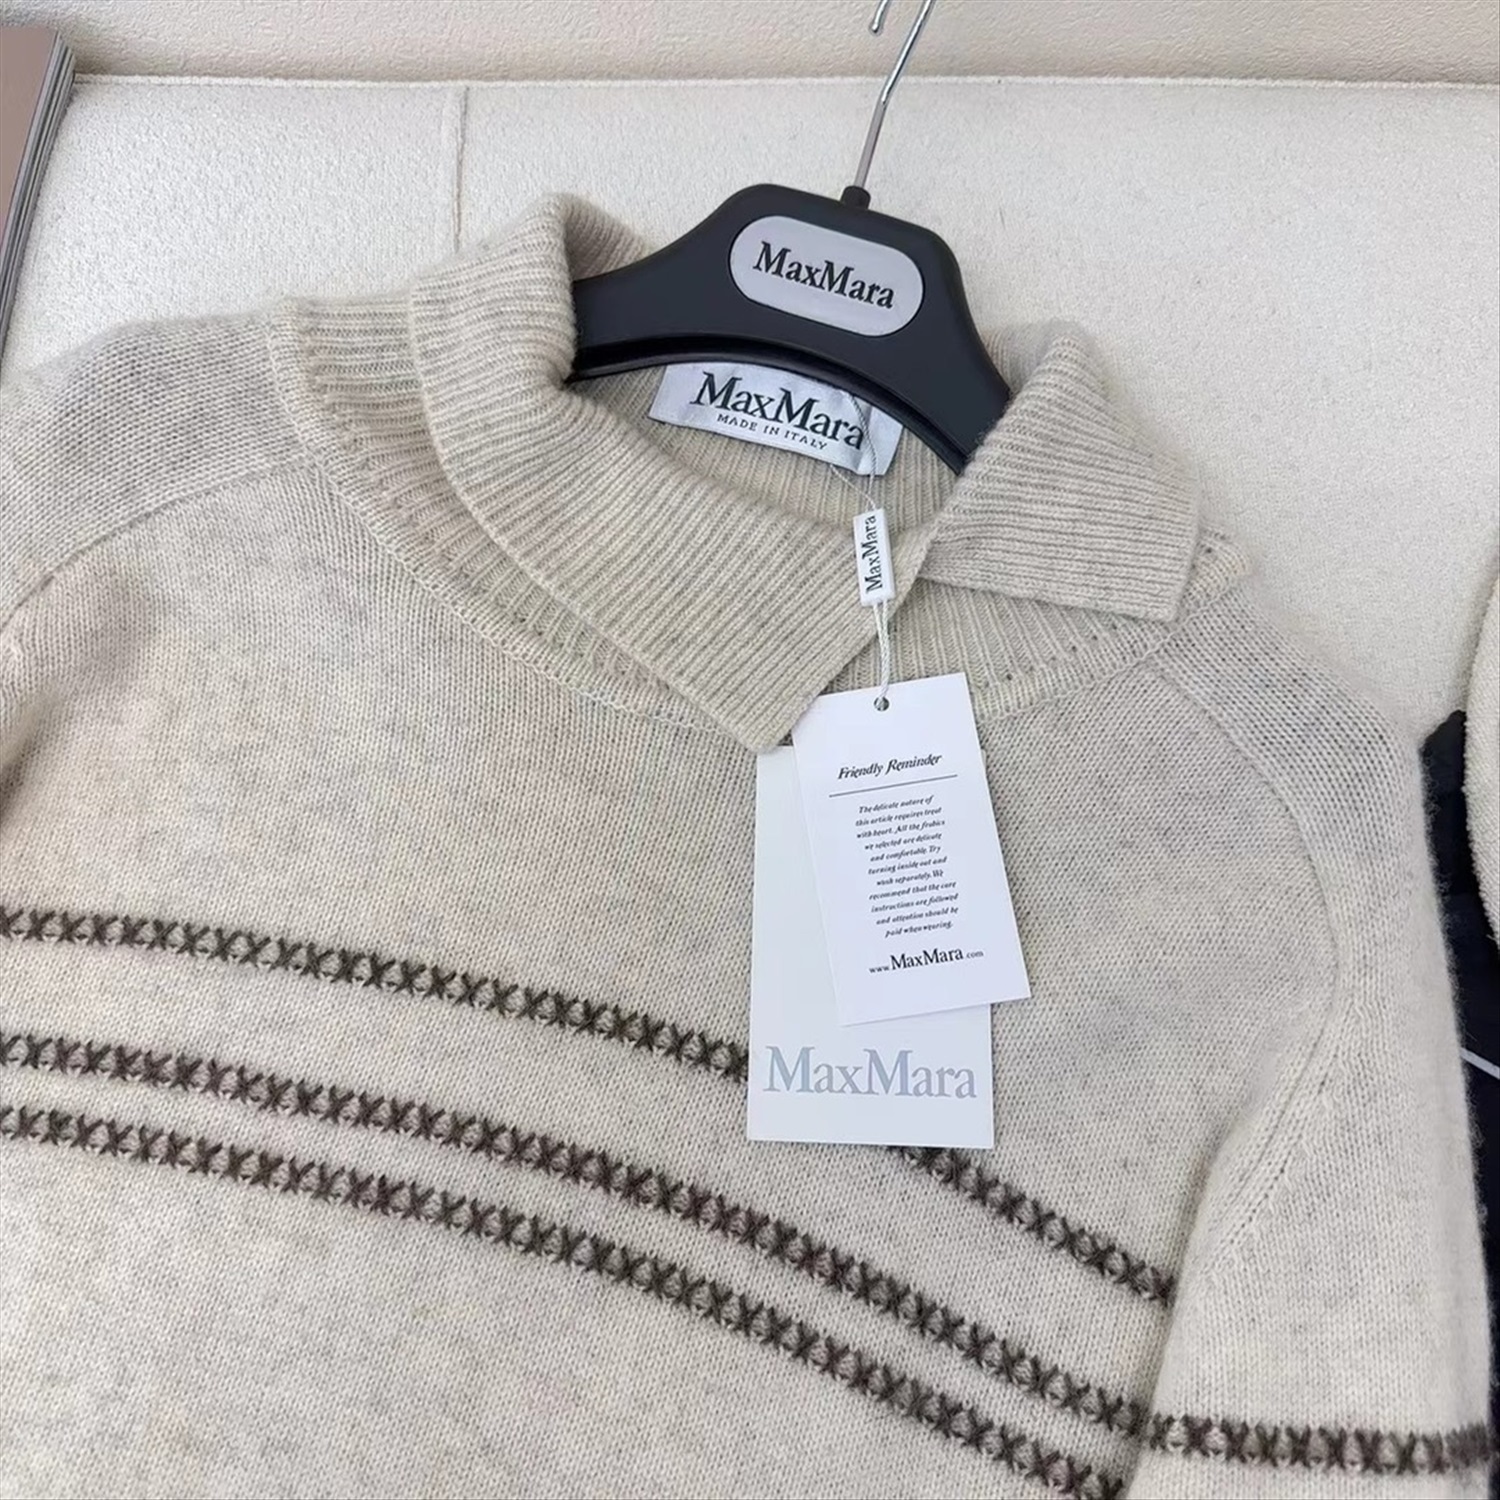 MaxMara
MaxMara
MADE IN ITALY
MaxMara
Friendly Reminder
The delicate nature of
this article requires treat
with heart. All the frabics
we selected are delicate
and comfortable. Try
turning inside out and
wash separately. We
recommend that the care
instructions are followed
and attention should be
paid when wearing.
www.MaxMara.com
MaxMara